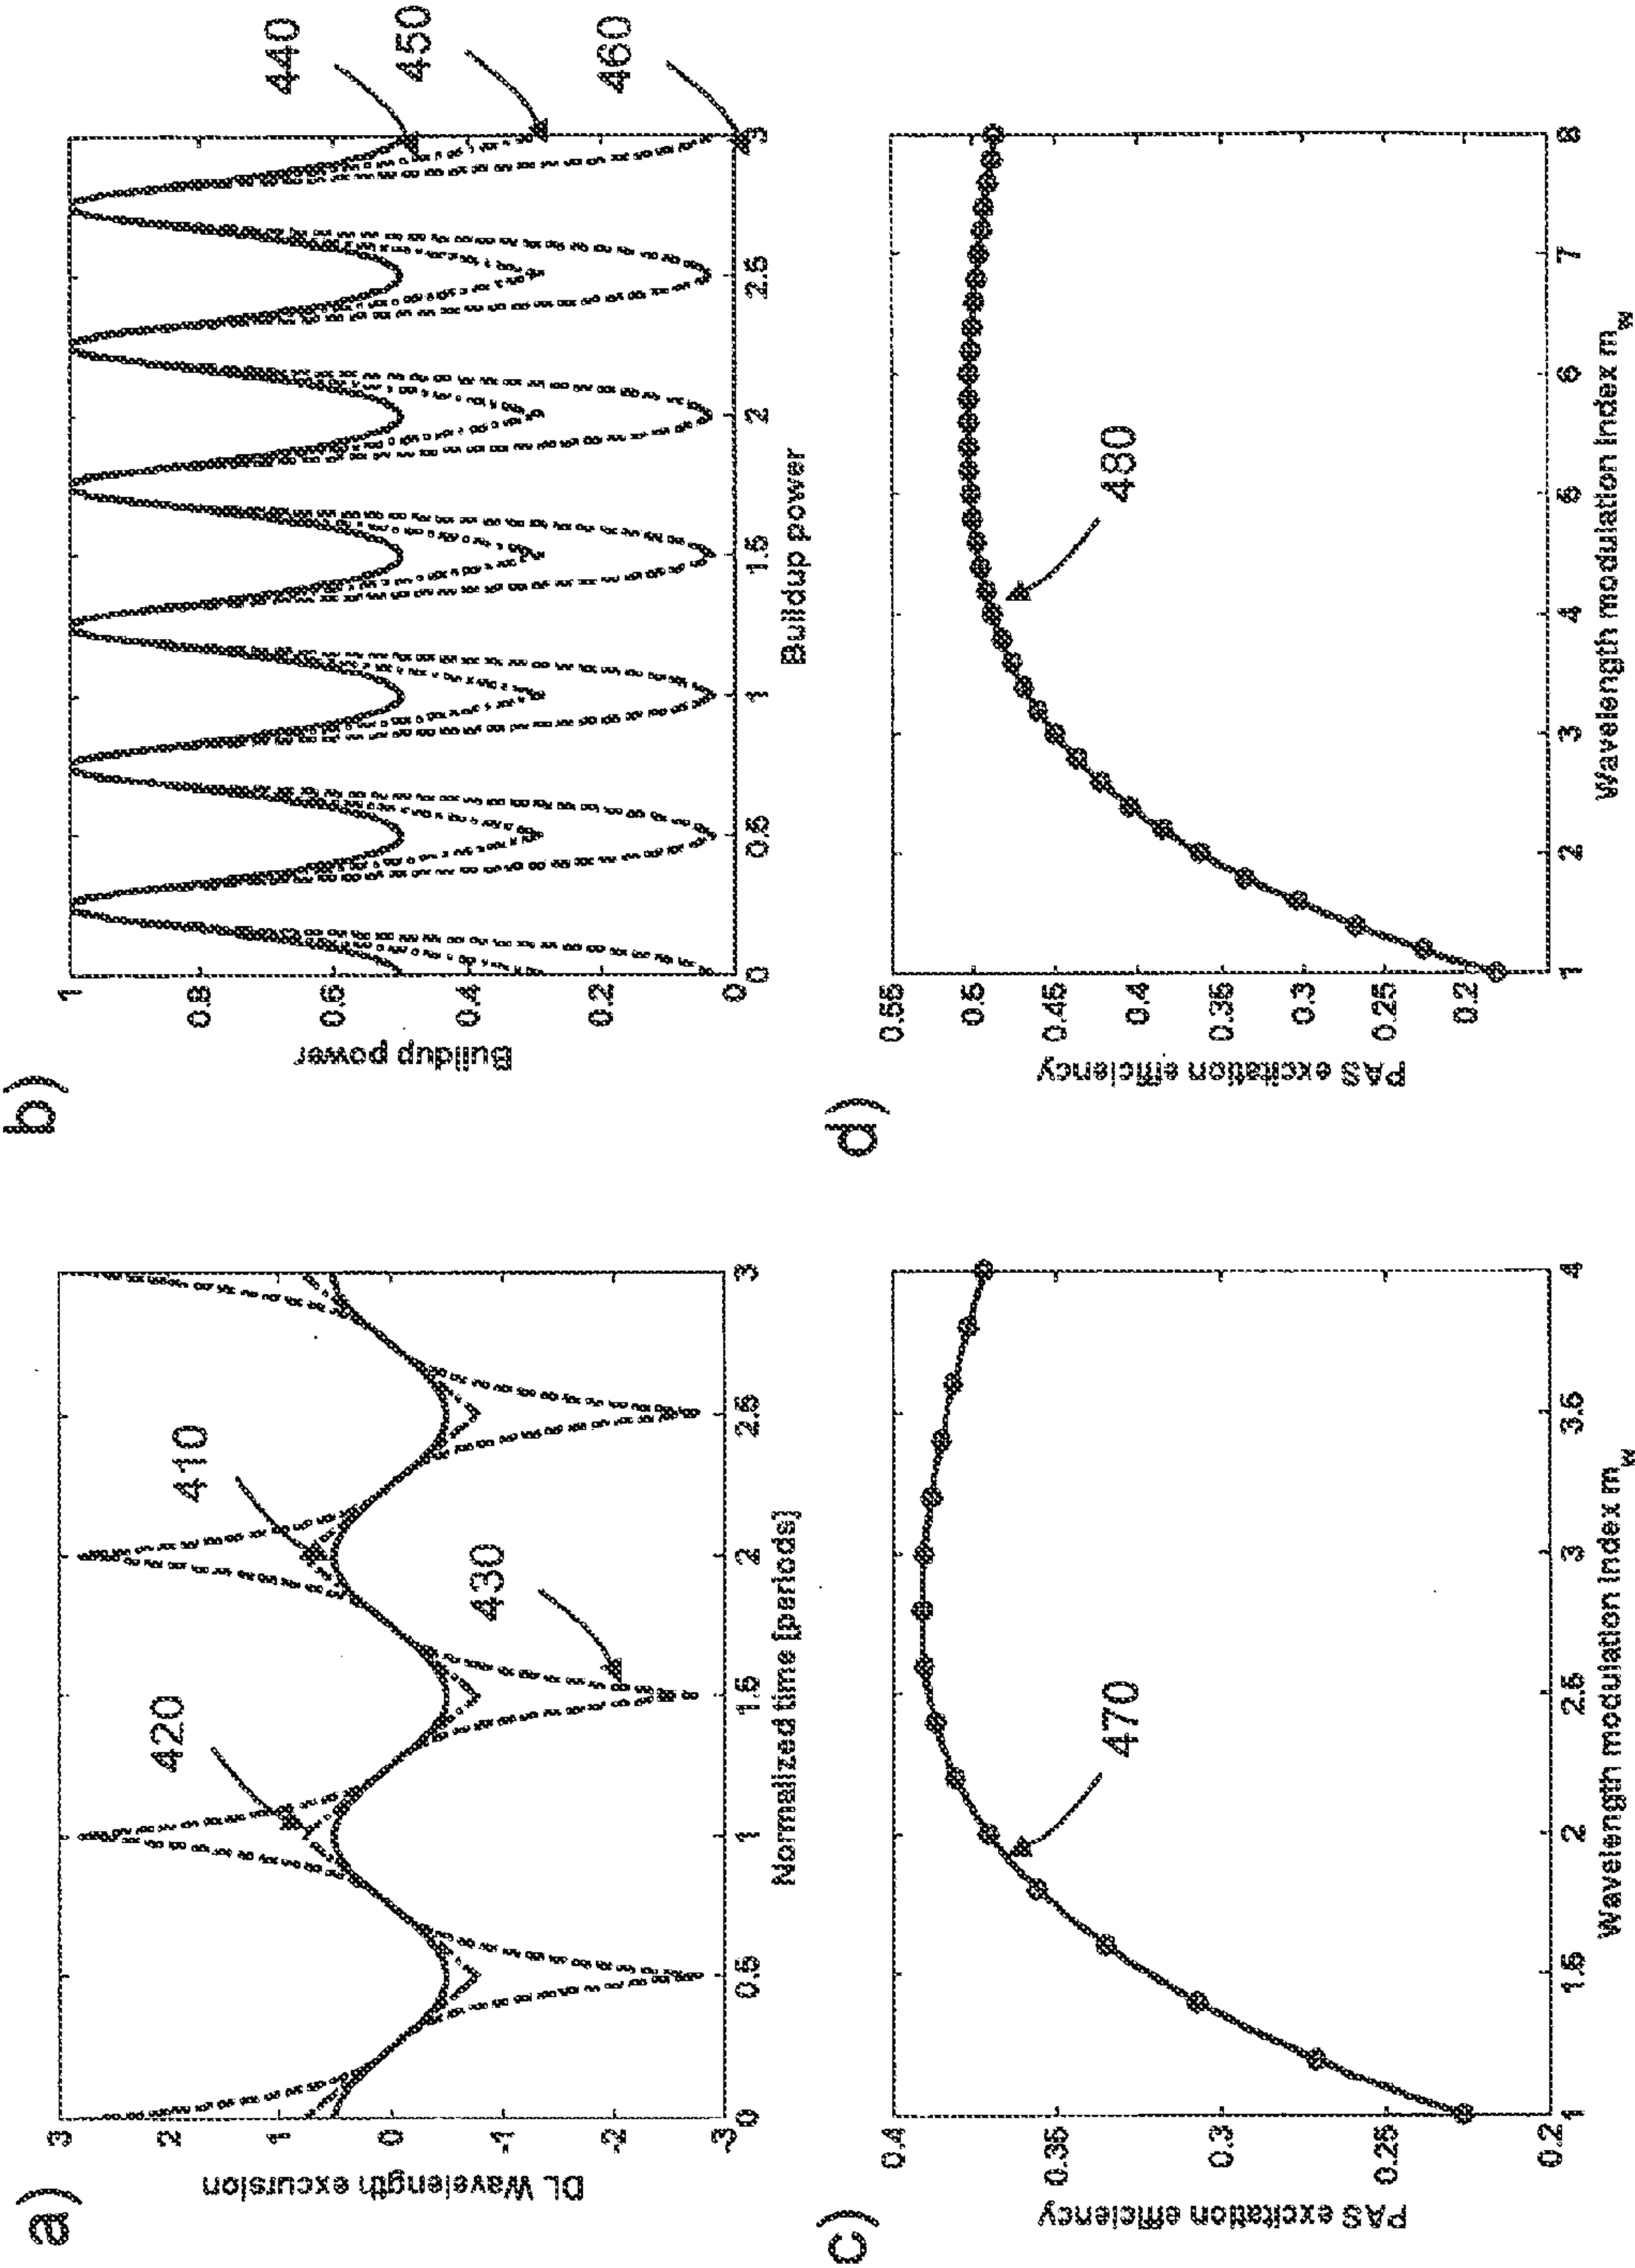 a)
DL Wavelength excursion
3
2
1
0
-1
-2
-3
420
410
430
0 0.5 1 1.5 2 2.5 3
Normalized time [periods]
b)
Buildup power
1
0.8
0.6
0.4
0.2
0
440
450
460
0 0.5 1 1.5 2 2.5 3
Buildup power
c)
PAS excitation efficiency
0.4
0.35
0.3
0.25
0.2
470
1 1.5 2 2.5 3 3.5 4
Wavelength modulation index mw
d)
PAS excitation efficiency
0.55
0.5
0.45
0.4
0.35
0.3
0.25
0.2
480
1 2 3 4 5 6 7 8
Wavelength modulation index mw